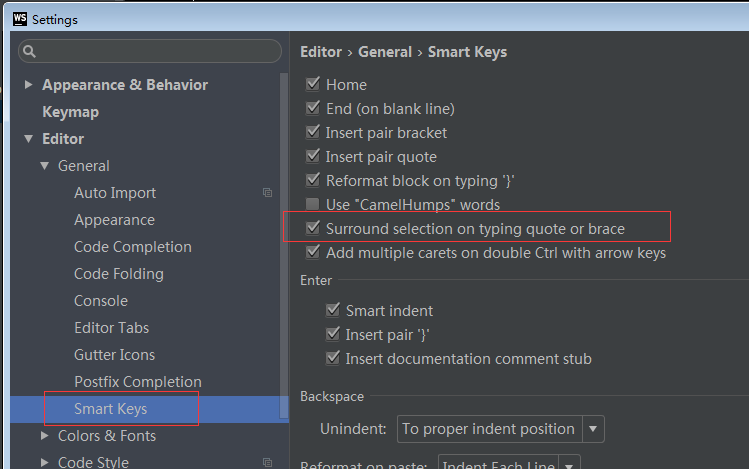 WS Settings
Appearance & Behavior
Keymap
Editor
General
Auto Import
Appearance
Code Completion
Code Folding
Console
Editor Tabs
Gutter Icons
Postfix Completion
Smart Keys
Colors & Fonts
Code Style
Editor › General › Smart Keys
Home
End (on blank line)
Insert pair bracket
Insert pair quote
Reformat block on typing '}'
Use "CamelHumps" words
Surround selection on typing quote or brace
Add multiple carets on double Ctrl with arrow keys
Enter
Smart indent
Insert pair '}'
Insert documentation comment stub
Backspace
Unindent: To proper indent position
Reformat on paste: Indent Each Line